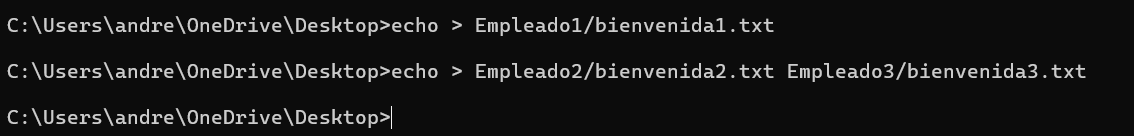 C:\Users\andre\OneDrive\Desktop>echo > Empleado1/bienvenida1.txt
C:\Users\andre\OneDrive\Desktop>echo > Empleado2/bienvenida2.txt Empleado3/bienvenida3.txt
C:\Users\andre\OneDrive\Desktop>